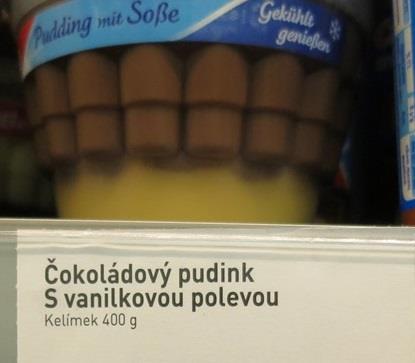 Pudding mit Soße
Gekühlt
genießen
Čokoládový pudink
S vanilkovou polevou
Kelímek 400 g